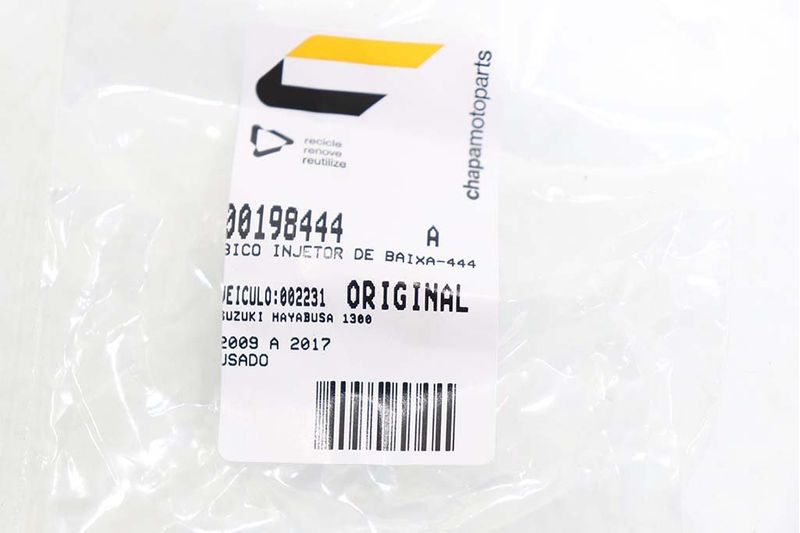 chapamotoparts
recicle
renove
reutilize
00198444 A
BICO INJETOR DE BAIXA-444
VEICULO:002231 ORIGINAL
SUZUKI HAYABUSA 1300
2009 A 2017
USADO